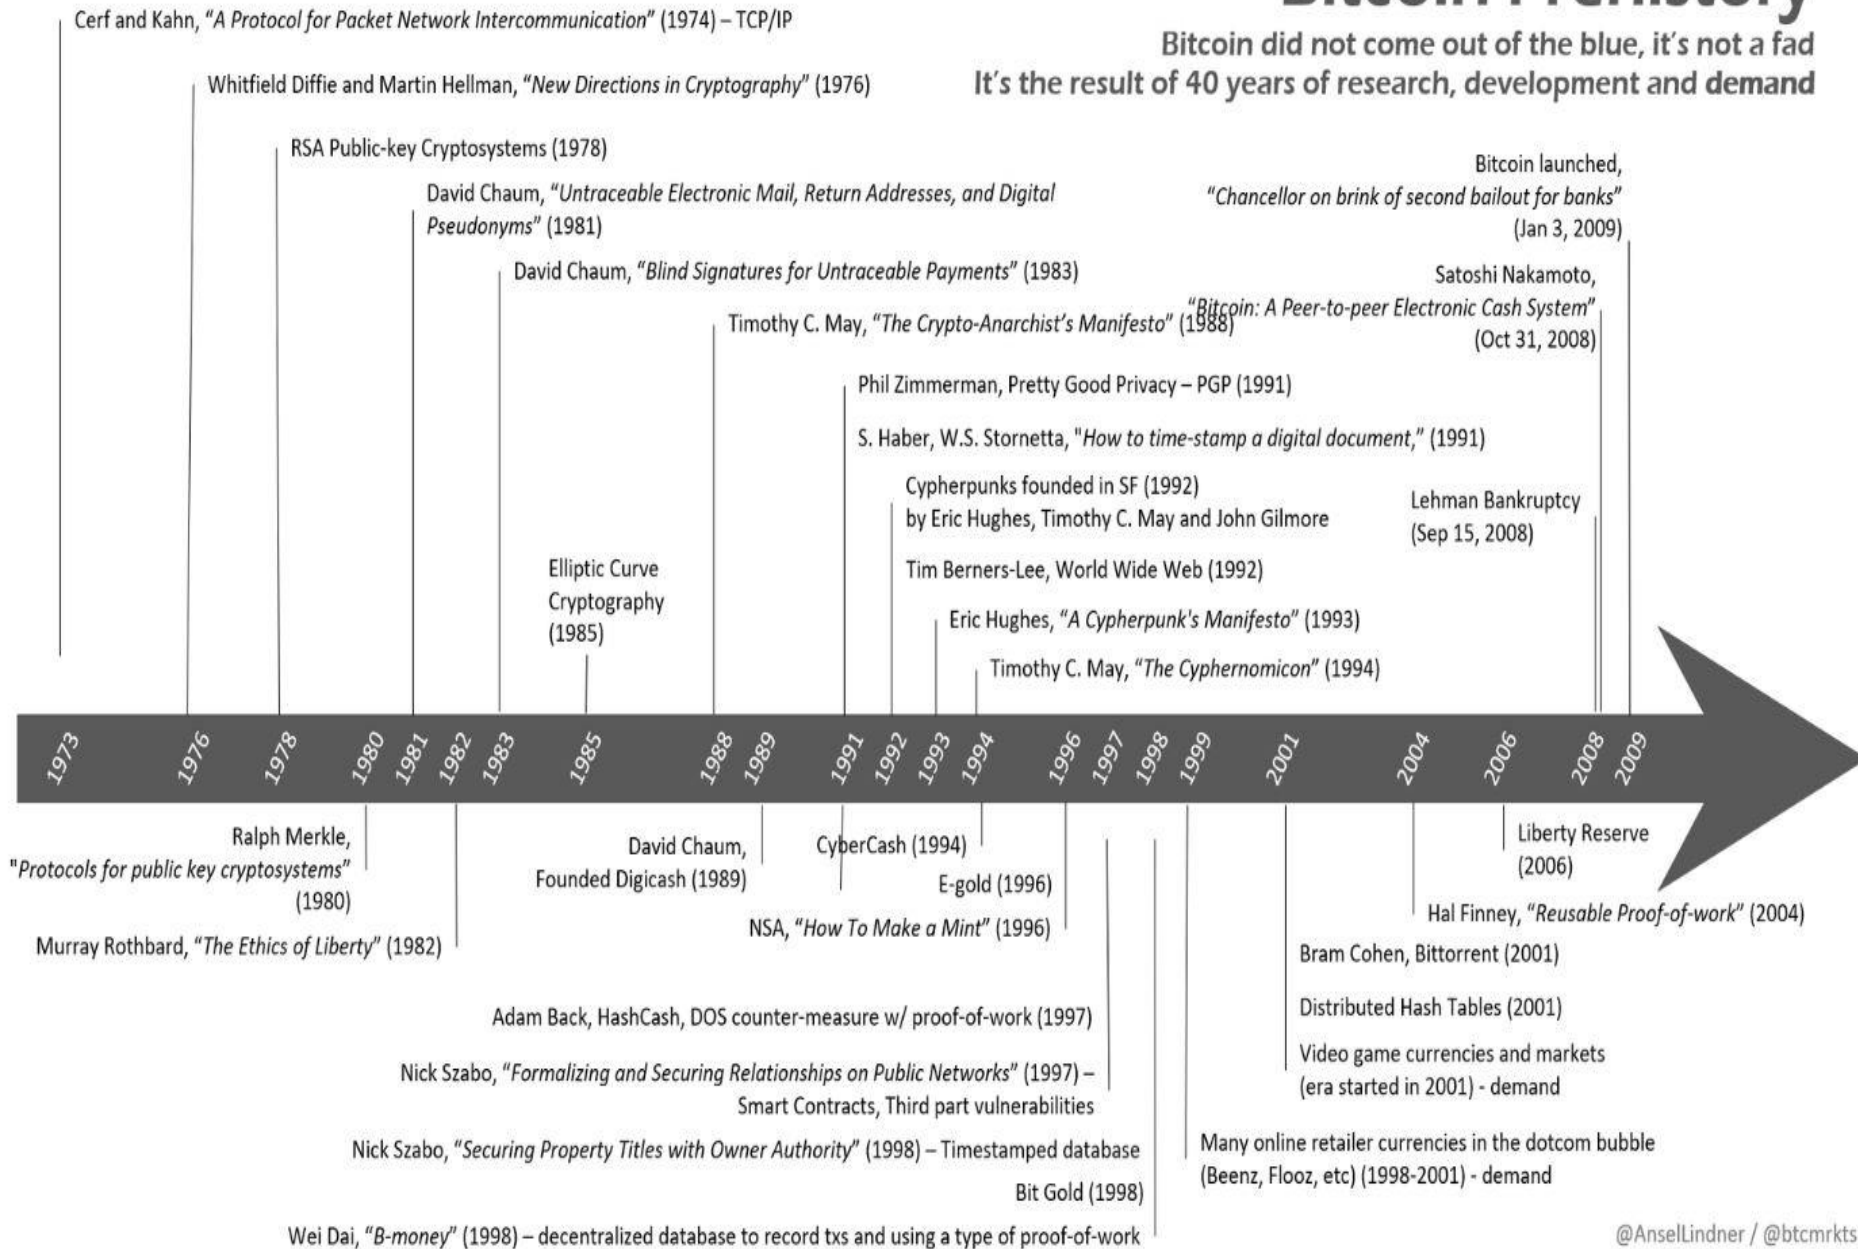 Bitcoin Prehistory
Bitcoin did not come out of the blue, it's not a fad
It's the result of 40 years of research, development and demand
Cerf and Kahn, “A Protocol for Packet Network Intercommunication” (1974) – TCP/IP
Whitfield Diffie and Martin Hellman, “New Directions in Cryptography” (1976)
RSA Public-key Cryptosystems (1978)
David Chaum, “Untraceable Electronic Mail, Return Addresses, and Digital
Pseudonyms” (1981)
David Chaum, “Blind Signatures for Untraceable Payments” (1983)
Elliptic Curve
Cryptography
(1985)
Timothy C. May, “The Crypto-Anarchist’s Manifesto” (1988)
Phil Zimmerman, Pretty Good Privacy – PGP (1991)
S. Haber, W.S. Stornetta, "How to time-stamp a digital document,” (1991)
Cypherpunks founded in SF (1992)
by Eric Hughes, Timothy C. May and John Gilmore
Tim Berners-Lee, World Wide Web (1992)
Eric Hughes, “A Cypherpunk's Manifesto” (1993)
Timothy C. May, “The Cyphernomicon” (1994)
Bitcoin launched,
“Chancellor on brink of second bailout for banks”
(Jan 3, 2009)
Satoshi Nakamoto,
“Bitcoin: A Peer-to-peer Electronic Cash System”
(Oct 31, 2008)
Lehman Bankruptcy
(Sep 15, 2008)
1973
1976
1978
1980
1981
1982
1983
1985
1988
1989
1991
1992
1993
1994
1996
1997
1998
1999
2001
2004
2006
2008
2009
Ralph Merkle,
"Protocols for public key cryptosystems”
(1980)
Murray Rothbard, “The Ethics of Liberty” (1982)
David Chaum,
Founded Digicash (1989)
CyberCash (1994)
E-gold (1996)
NSA, “How To Make a Mint” (1996)
Adam Back, HashCash, DOS counter-measure w/ proof-of-work (1997)
Nick Szabo, “Formalizing and Securing Relationships on Public Networks” (1997) –
Smart Contracts, Third part vulnerabilities
Nick Szabo, “Securing Property Titles with Owner Authority” (1998) – Timestamped database
Bit Gold (1998)
Wei Dai, “B-money” (1998) – decentralized database to record txs and using a type of proof-of-work
Liberty Reserve
(2006)
Hal Finney, “Reusable Proof-of-work” (2004)
Bram Cohen, Bittorrent (2001)
Distributed Hash Tables (2001)
Video game currencies and markets
(era started in 2001) - demand
Many online retailer currencies in the dotcom bubble
(Beenz, Flooz, etc) (1998-2001) - demand
@AnselLindner / @btcmrkts